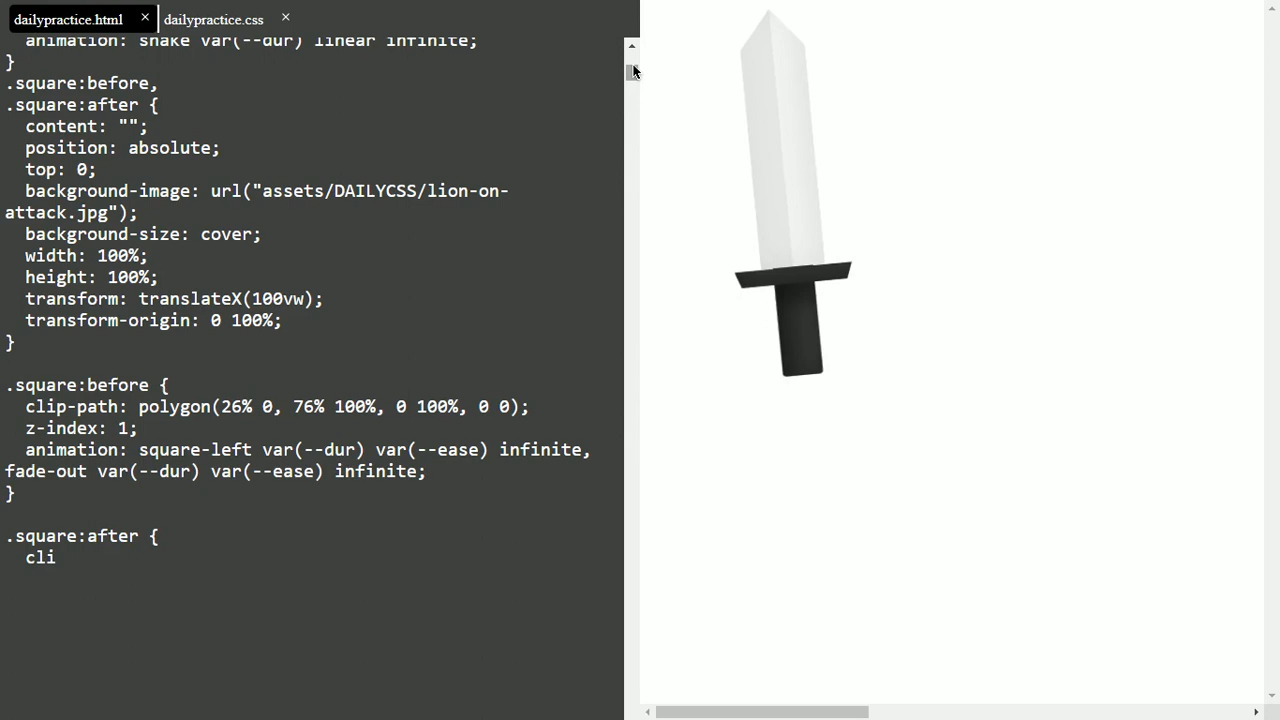 dailypractice.html × dailypractice.css ×
animation: shake var(--dur) linear infinite;
}
.square:before,
.square:after {
content: "";
position: absolute;
top: 0;
background-image: url("assets/DAILYCSS/lion-on-
attack.jpg");
background-size: cover;
width: 100%;
height: 100%;
transform: translateX(100vw);
transform-origin: 0 100%;
}
.square:before {
clip-path: polygon(26% 0, 76% 100%, 0 100%, 0 0);
z-index: 1;
animation: square-left var(--dur) var(--ease) infinite,
fade-out var(--dur) var(--ease) infinite;
}
.square:after {
cli